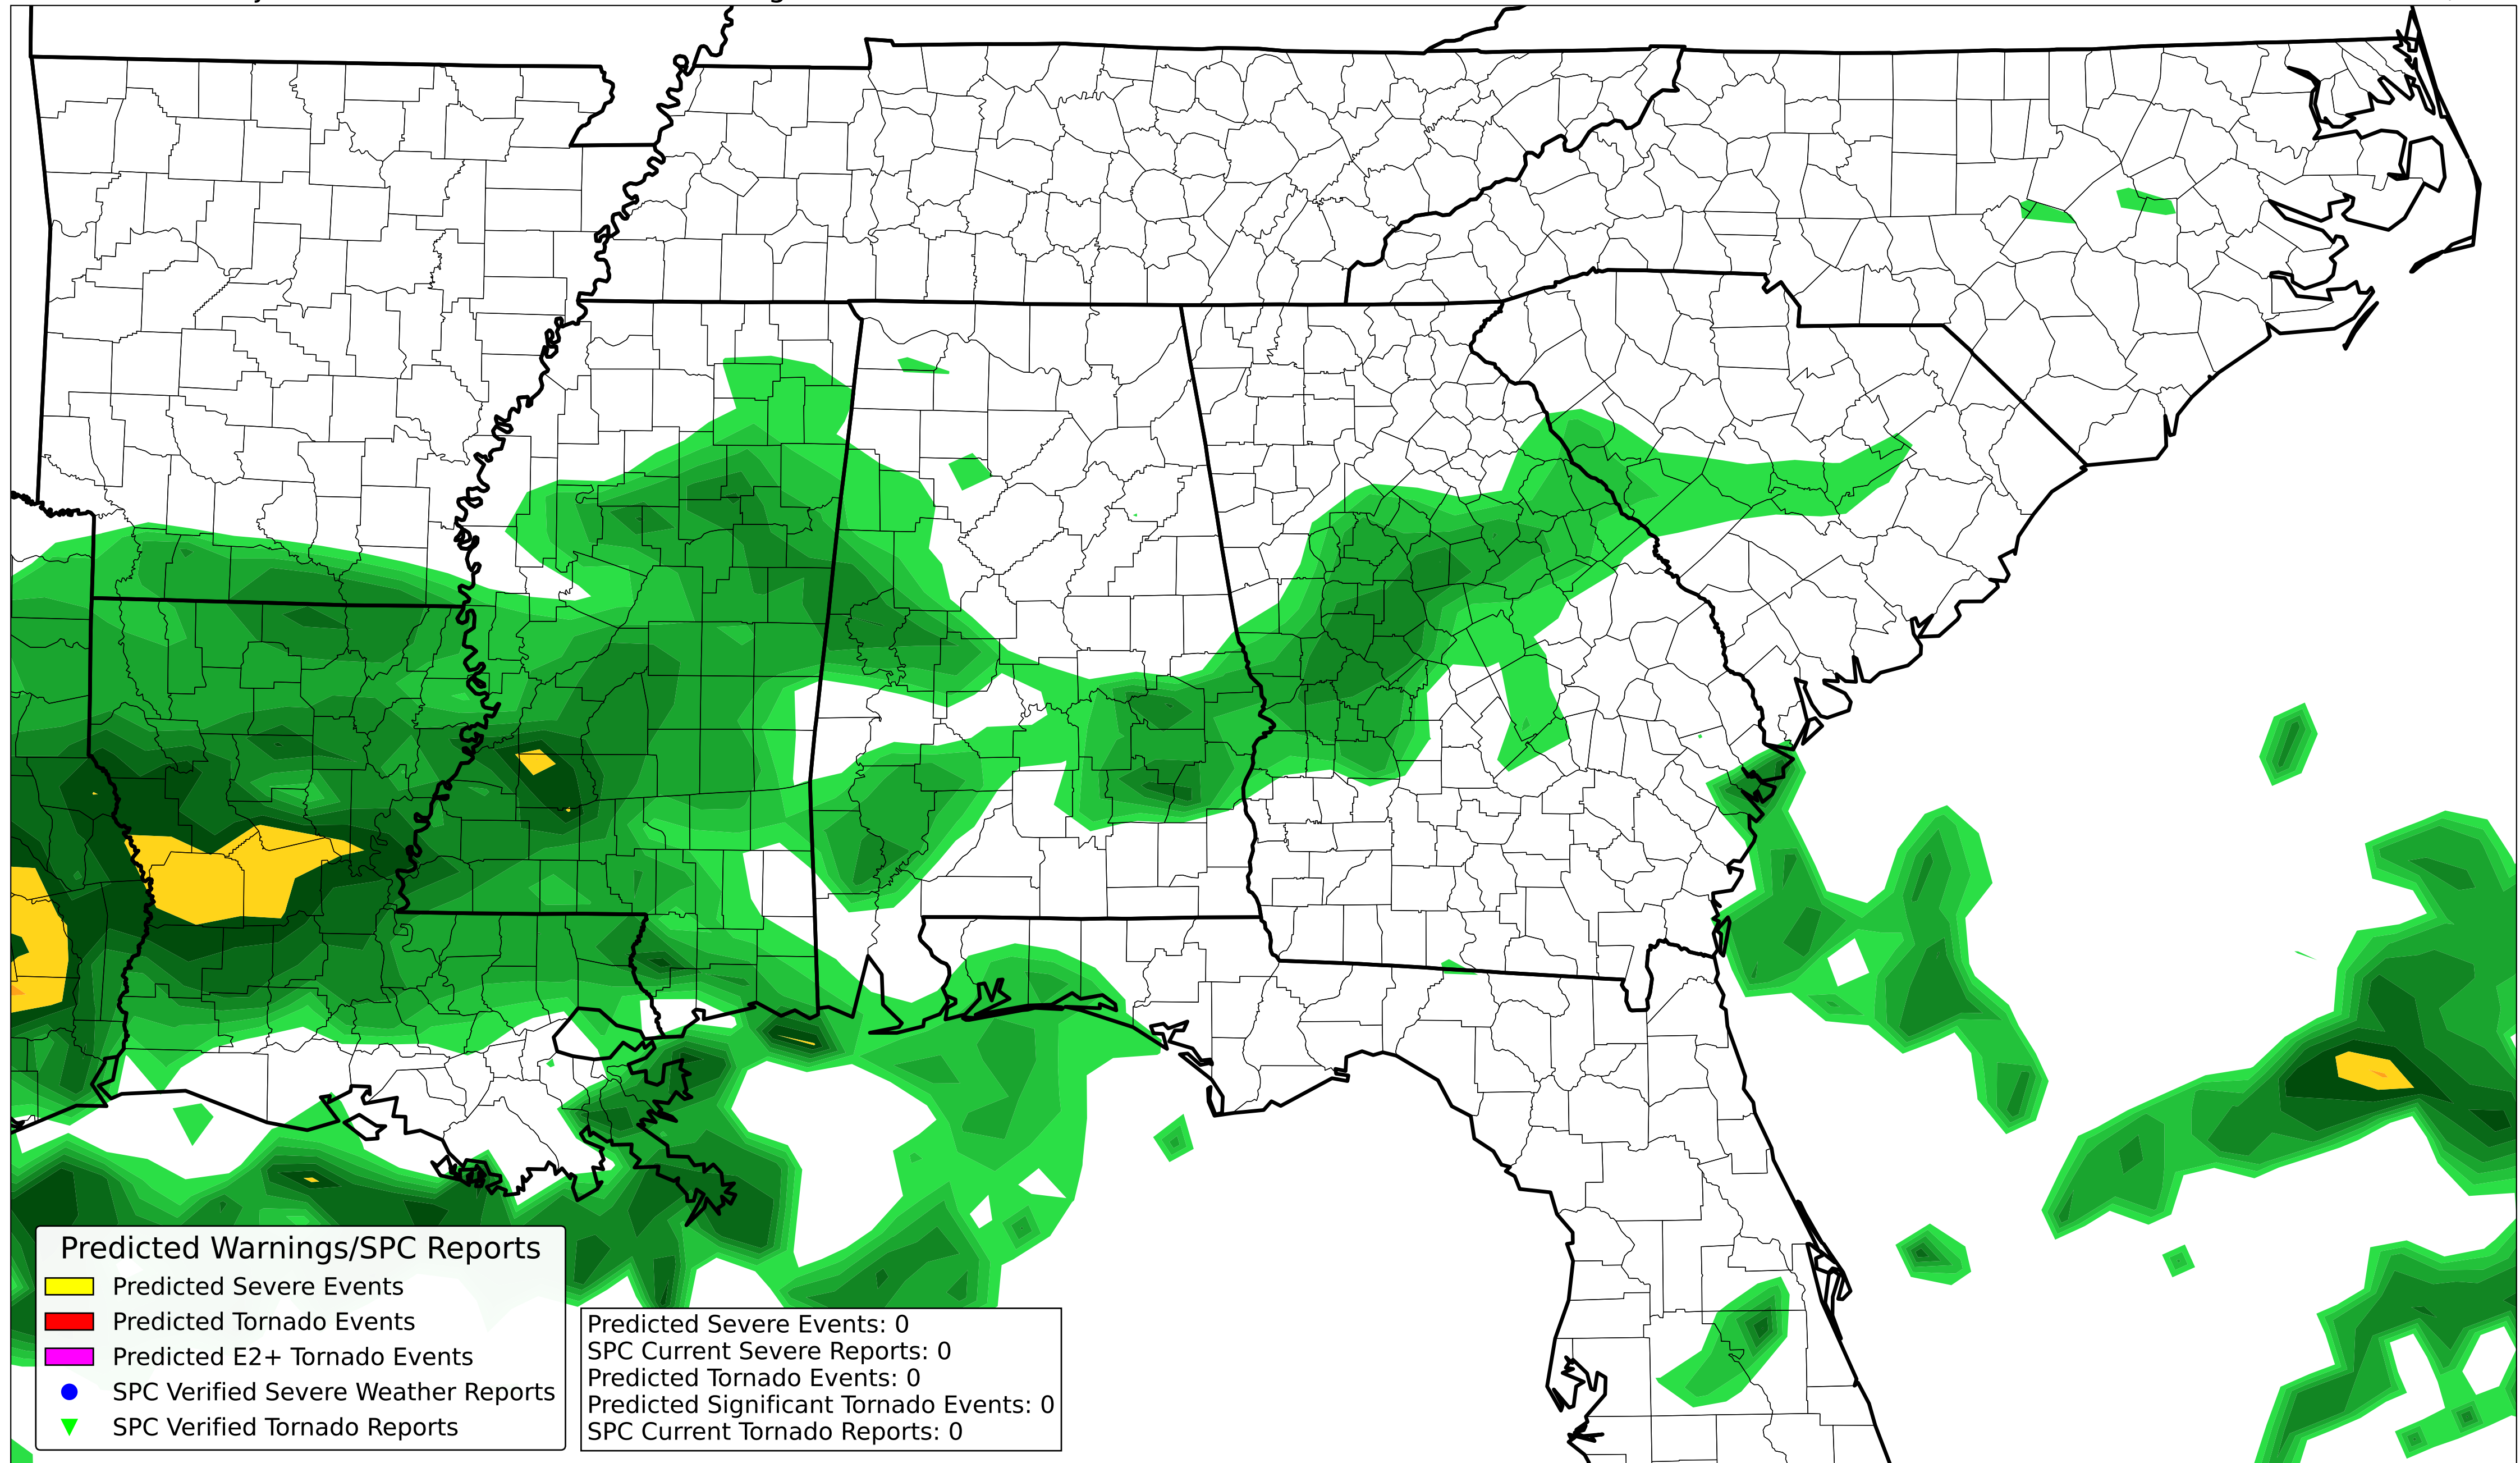 Predicted Warnings/SPC Reports
Predicted Severe Events
Predicted Tornado Events
Predicted E2+ Tornado Events
SPC Verified Severe Weather Reports
SPC Verified Tornado Reports
Predicted Severe Events: 0
SPC Current Severe Reports: 0
Predicted Tornado Events: 0
Predicted Significant Tornado Events: 0
SPC Current Tornado Reports: 0